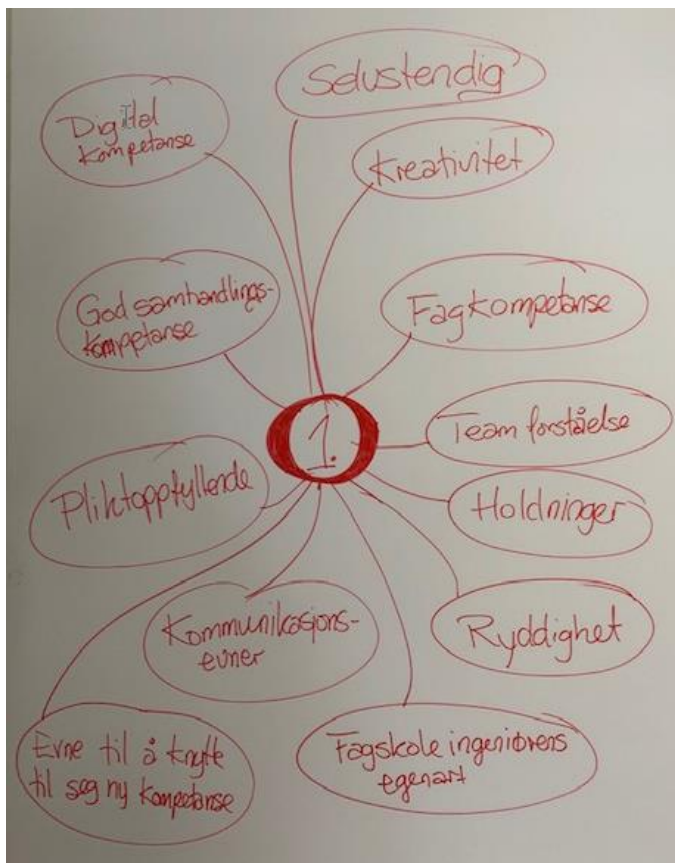 Selvstendig
Digital
kompetanse
Kreativitet
God samhandlings-
kompetanse
Fagkompetanse
1.
Team forståelse
Pliktoppfyllende
Holdninger
Kommunikasjons-
evner
Ryddighet
Evne til å knytte
til seg ny kompetanse
Fagskole ingeniørens
egenart